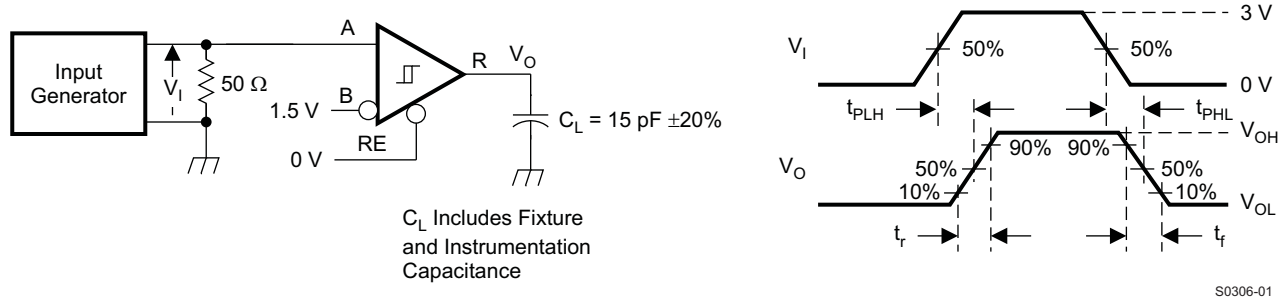 Input
Generator
V_I
50 Ω
A
1.5 V
B
0 V
RE
R
V_O
C_L = 15 pF ±20%
C_L Includes Fixture
and Instrumentation
Capacitance
V_I
50%
50%
3 V
0 V
t_PLH
t_PHL
V_O
50%
10%
90%
90%
50%
10%
V_OH
V_OL
t_r
t_f
S0306-01